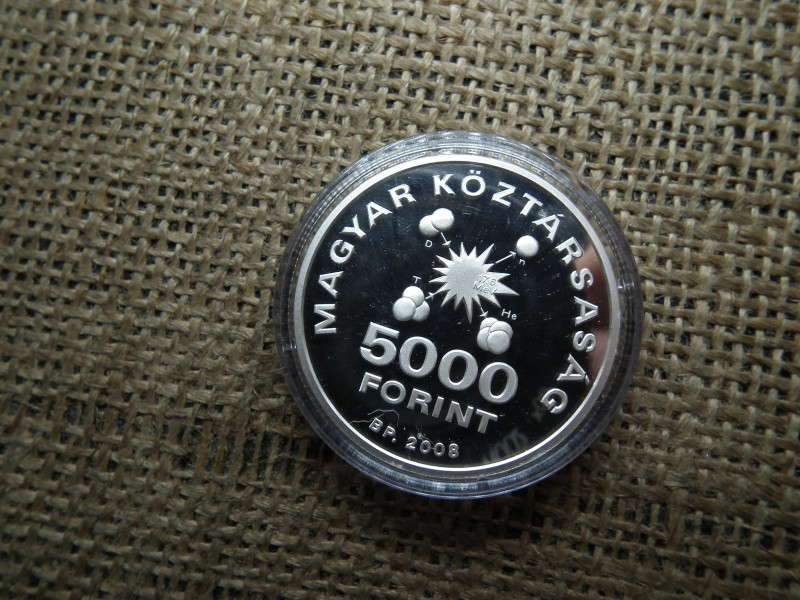 MAGYAR KÖZTÁRSASÁG
D
n
T
17.6
MeV
He
5000
FORINT
BP. 2008